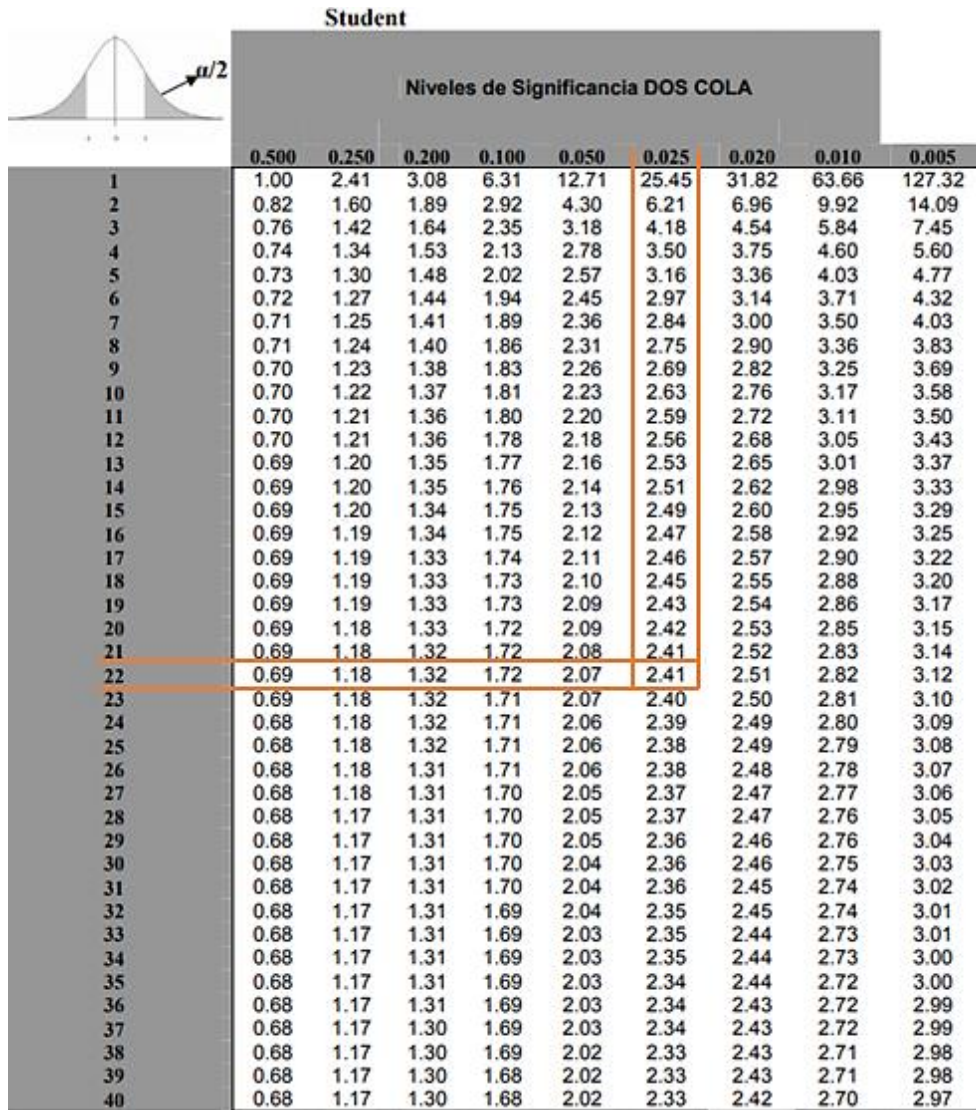 Student
α/2
Niveles de Significancia DOS COLA
0.500 0.250 0.200 0.100 0.050 0.025 0.020 0.010 0.005
1 1.00 2.41 3.08 6.31 12.71 25.45 31.82 63.66 127.32
2 0.82 1.60 1.89 2.92 4.30 6.21 6.96 9.92 14.09
3 0.76 1.42 1.64 2.35 3.18 4.18 4.54 5.84 7.45
4 0.74 1.34 1.53 2.13 2.78 3.50 3.75 4.60 5.60
5 0.73 1.30 1.48 2.02 2.57 3.16 3.36 4.03 4.77
6 0.72 1.27 1.44 1.94 2.45 2.97 3.14 3.71 4.32
7 0.71 1.25 1.41 1.89 2.36 2.84 3.00 3.50 4.03
8 0.71 1.24 1.40 1.86 2.31 2.75 2.90 3.36 3.83
9 0.70 1.23 1.38 1.83 2.26 2.69 2.82 3.25 3.69
10 0.70 1.22 1.37 1.81 2.23 2.63 2.76 3.17 3.58
11 0.70 1.21 1.36 1.80 2.20 2.59 2.72 3.11 3.50
12 0.70 1.21 1.36 1.78 2.18 2.56 2.68 3.05 3.43
13 0.69 1.20 1.35 1.77 2.16 2.53 2.65 3.01 3.37
14 0.69 1.20 1.35 1.76 2.14 2.51 2.62 2.98 3.33
15 0.69 1.20 1.34 1.75 2.13 2.49 2.60 2.95 3.29
16 0.69 1.19 1.34 1.75 2.12 2.47 2.58 2.92 3.25
17 0.69 1.19 1.33 1.74 2.11 2.46 2.57 2.90 3.22
18 0.69 1.19 1.33 1.73 2.10 2.45 2.55 2.88 3.20
19 0.69 1.19 1.33 1.73 2.09 2.43 2.54 2.86 3.17
20 0.69 1.18 1.33 1.72 2.09 2.42 2.53 2.85 3.15
21 0.69 1.18 1.32 1.72 2.08 2.41 2.52 2.83 3.14
22 0.69 1.18 1.32 1.72 2.07 2.41 2.51 2.82 3.12
23 0.69 1.18 1.32 1.71 2.07 2.40 2.50 2.81 3.10
24 0.68 1.18 1.32 1.71 2.06 2.39 2.49 2.80 3.09
25 0.68 1.18 1.32 1.71 2.06 2.38 2.49 2.79 3.08
26 0.68 1.18 1.31 1.71 2.06 2.38 2.48 2.78 3.07
27 0.68 1.18 1.31 1.70 2.05 2.37 2.47 2.77 3.06
28 0.68 1.17 1.31 1.70 2.05 2.37 2.47 2.76 3.05
29 0.68 1.17 1.31 1.70 2.05 2.36 2.46 2.76 3.04
30 0.68 1.17 1.31 1.70 2.04 2.36 2.46 2.75 3.03
31 0.68 1.17 1.31 1.70 2.04 2.36 2.45 2.74 3.02
32 0.68 1.17 1.31 1.69 2.04 2.35 2.45 2.74 3.01
33 0.68 1.17 1.31 1.69 2.03 2.35 2.44 2.73 3.01
34 0.68 1.17 1.31 1.69 2.03 2.35 2.44 2.73 3.00
35 0.68 1.17 1.31 1.69 2.03 2.34 2.44 2.72 3.00
36 0.68 1.17 1.31 1.69 2.03 2.34 2.43 2.72 2.99
37 0.68 1.17 1.30 1.69 2.03 2.34 2.43 2.72 2.99
38 0.68 1.17 1.30 1.69 2.02 2.33 2.43 2.71 2.98
39 0.68 1.17 1.30 1.68 2.02 2.33 2.43 2.71 2.98
40 0.68 1.17 1.30 1.68 2.02 2.33 2.42 2.70 2.97